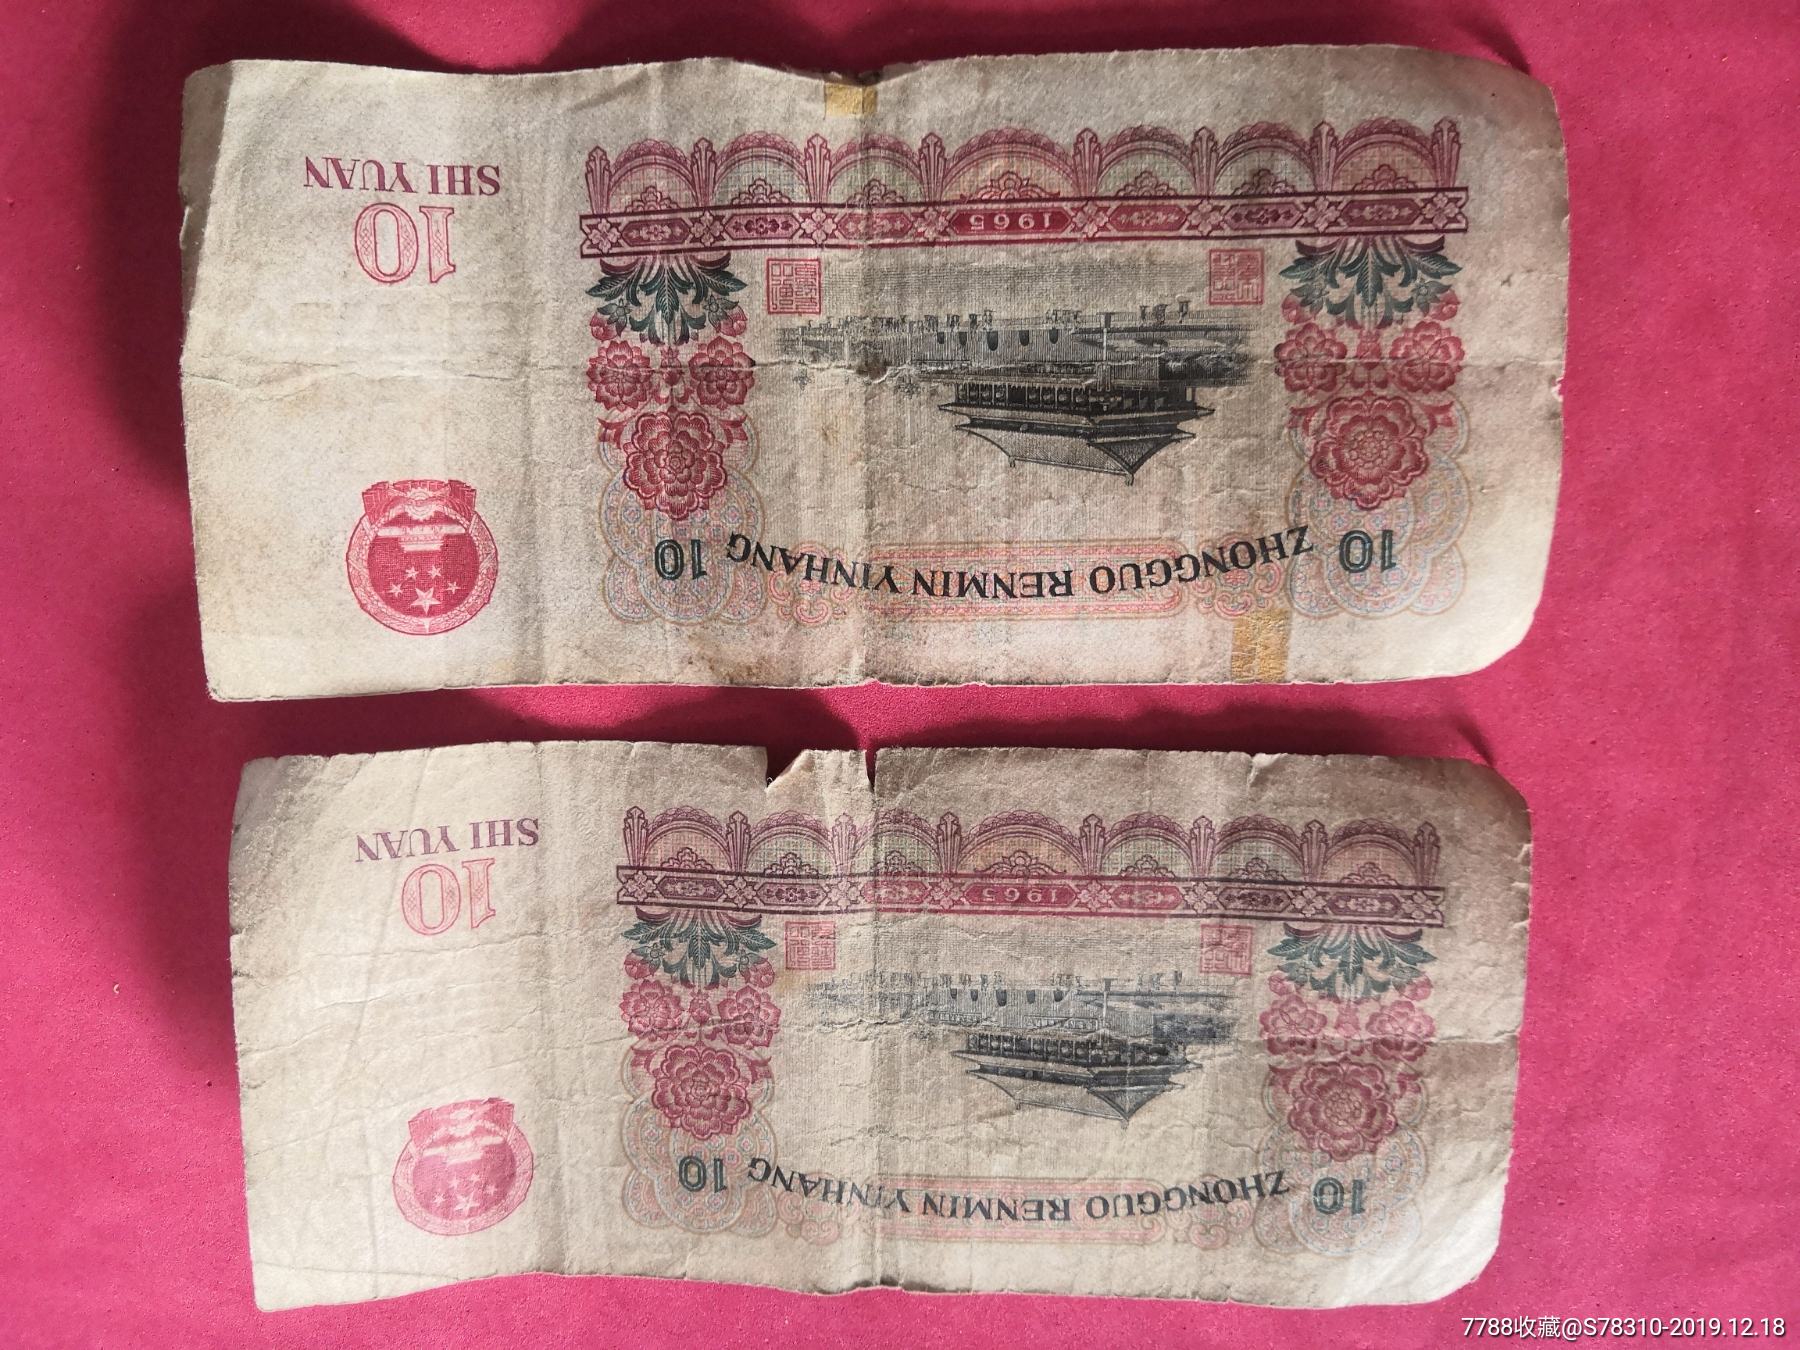 SHI YUAN
10
1965
10 ZHONGGUO RENMIN YINHANG 10
SHI YUAN
10
1965
10 ZHONGGUO RENMIN YINHANG 10
7788收藏@S78310-2019.12.18